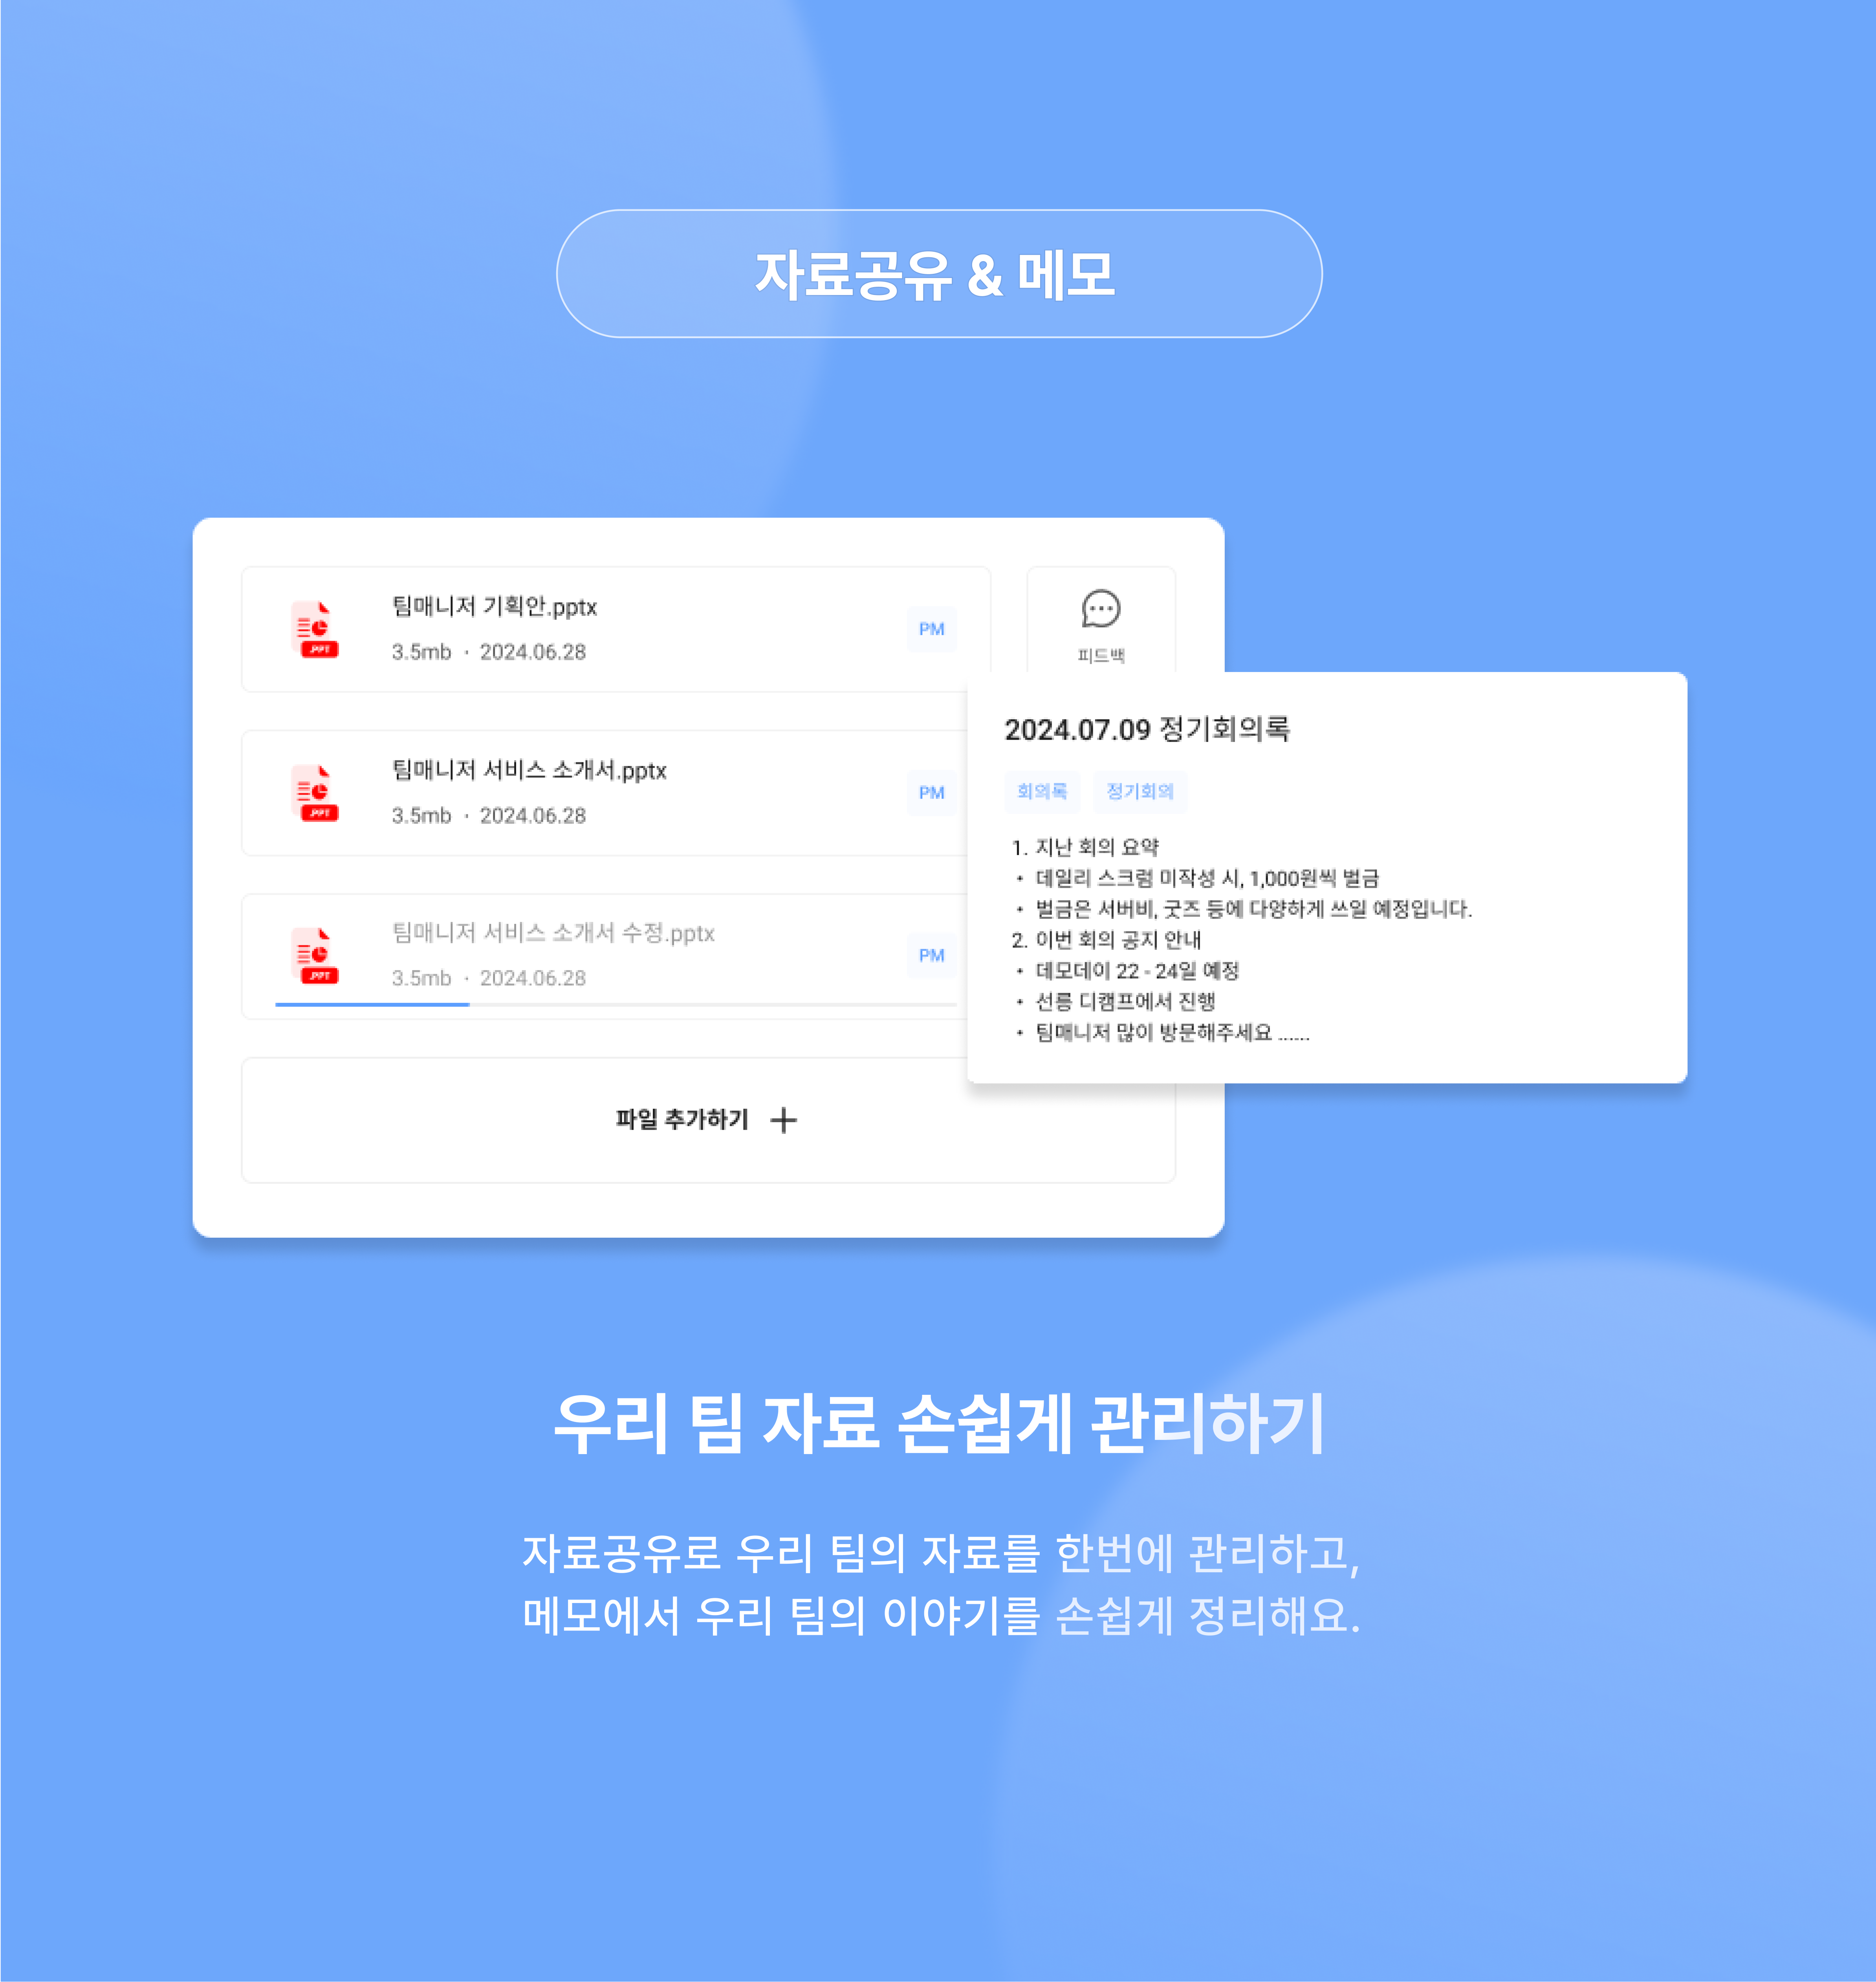 자료공유 & 메모
팀매니저 기획안.pptx
3.5mb · 2024.06.28
PM
피드백
팀매니저 서비스 소개서.pptx
3.5mb · 2024.06.28
PM
팀매니저 서비스 소개서 수정.pptx
3.5mb · 2024.06.28
PM
.PPT
.PPT
.PPT
파일 추가하기 +
2024.07.09 정기회의록
회의록 정기회의
1. 지난 회의 요약
• 데일리 스크럼 미작성 시, 1,000원씩 벌금
• 벌금은 서버비, 굿즈 등에 다양하게 쓰일 예정입니다.
2. 이번 회의 공지 안내
• 데모데이 22 - 24일 예정
• 선릉 디캠프에서 진행
• 팀매니저 많이 방문해주세요 ......
우리 팀 자료 손쉽게 관리하기
자료공유로 우리 팀의 자료를 한번에 관리하고,
메모에서 우리 팀의 이야기를 손쉽게 정리해요.